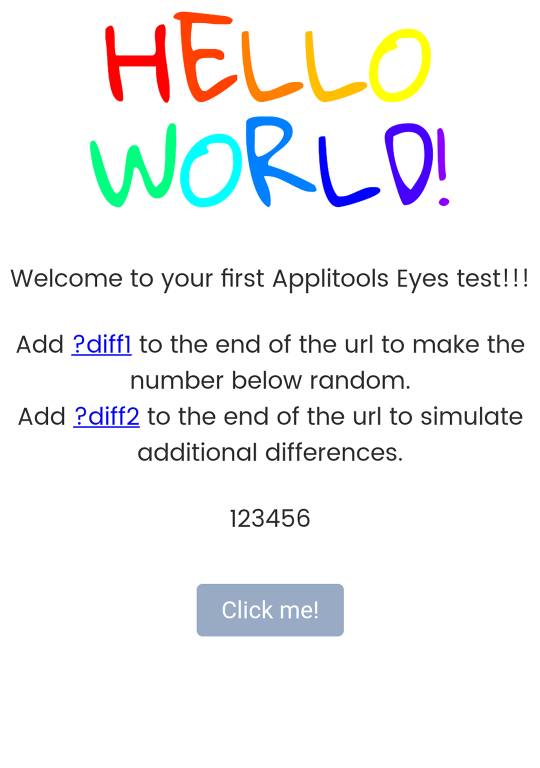 HELLO
WORLD!
Welcome to your first Applitools Eyes test!!!
Add ?diff1 to the end of the url to make the
number below random.
Add ?diff2 to the end of the url to simulate
additional differences.
123456
Click me!